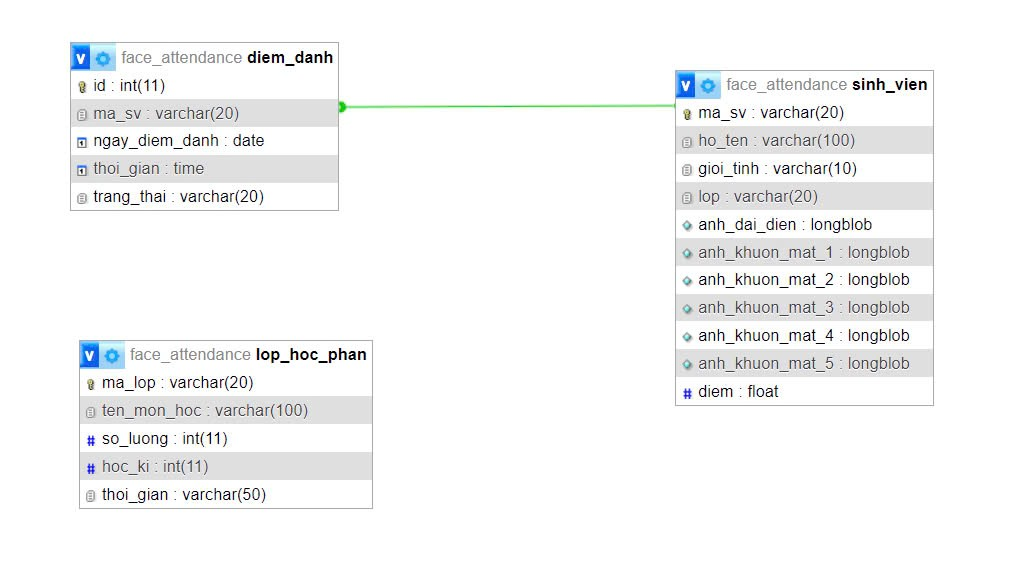 face_attendance diem_danh
id : int(11)
ma_sv : varchar(20)
ngay_diem_danh : date
thoi_gian : time
trang_thai : varchar(20)
face_attendance sinh_vien
ma_sv : varchar(20)
ho_ten : varchar(100)
gioi_tinh : varchar(10)
lop : varchar(20)
anh_dai_dien : longblob
anh_khuon_mat_1 : longblob
anh_khuon_mat_2 : longblob
anh_khuon_mat_3 : longblob
anh_khuon_mat_4 : longblob
anh_khuon_mat_5 : longblob
# diem : float
face_attendance lop_hoc_phan
ma_lop : varchar(20)
ten_mon_hoc : varchar(100)
# so_luong : int(11)
# hoc_ki : int(11)
thoi_gian : varchar(50)